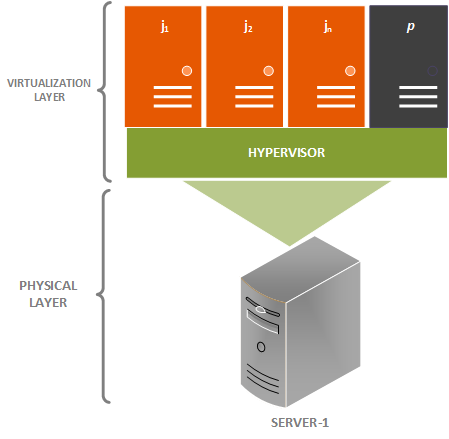 j1 j2 jn p
VIRTUALIZATION
LAYER
HYPERVISOR
PHYSICAL
LAYER
SERVER-1